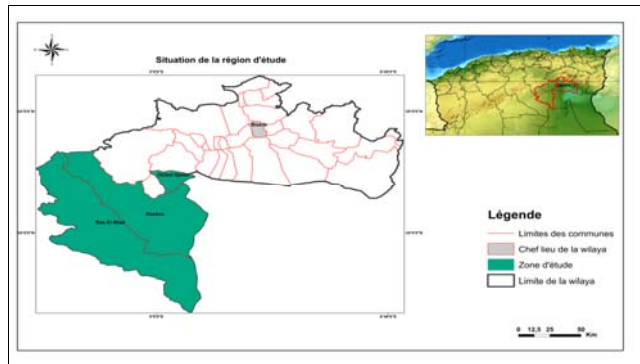 Situation de la région d'étude
Biskra
Besbes
Ras El Miad
Légende
Limites des communes
Chef lieu de la wilaya
Zone d'étude
Limite de la wilaya
0 12,5 25 50
Km